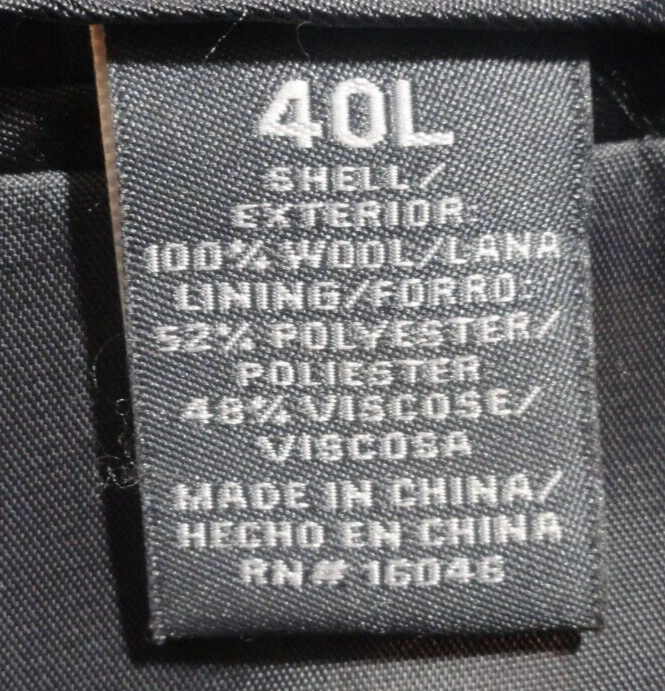 40L
SHELL/
EXTERIOR:
100% WOOL/LANA
LINING/FORRO:
52% POLYESTER/
POLIESTER
48% VISCOSE/
VISCOSA
MADE IN CHINA/
HECHO EN CHINA
RN# 16046